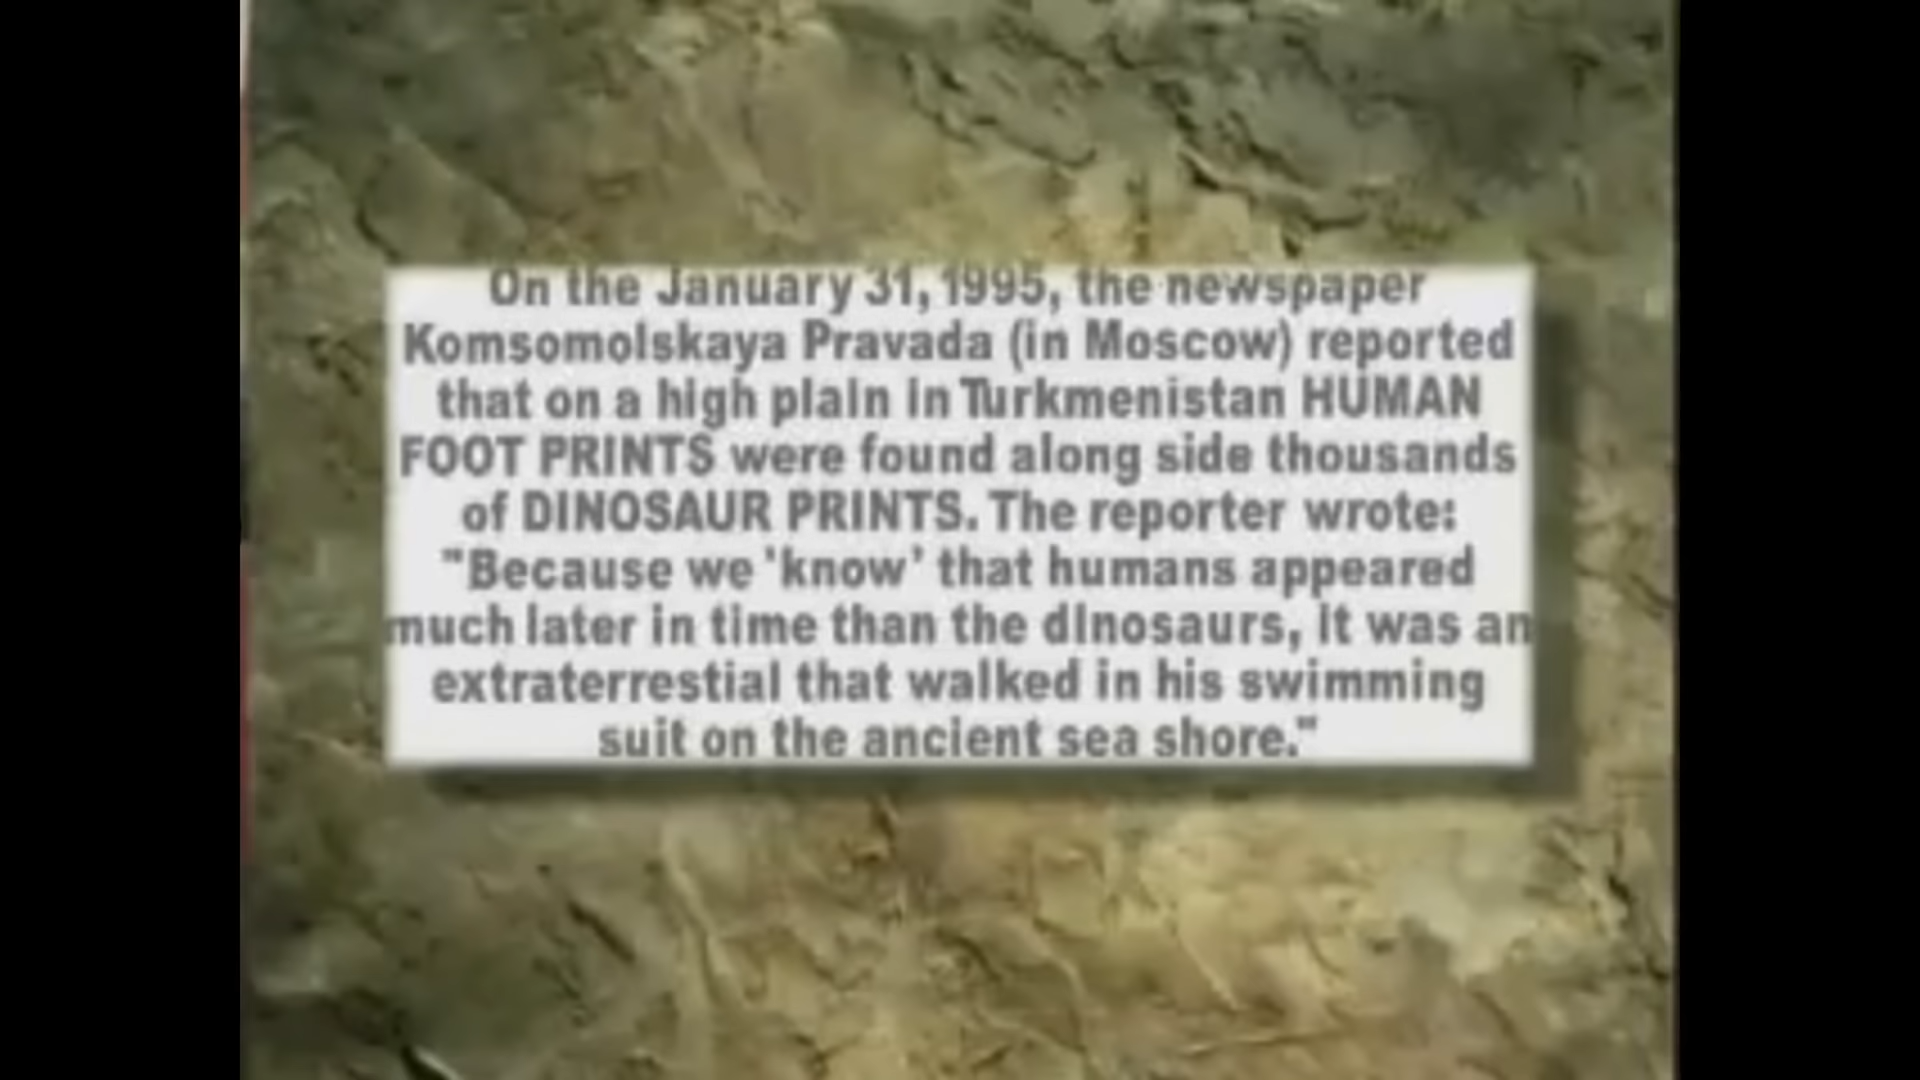 On the January 31, 1995, the newspaper
Komsomolskaya Pravada (in Moscow) reported
that on a high plain in Turkmenistan HUMAN
FOOT PRINTS were found along side thousands
of DINOSAUR PRINTS. The reporter wrote:
"Because we 'know' that humans appeared
much later in time than the dinosaurs, it was an
extraterrestial that walked in his swimming
suit on the ancient sea shore."